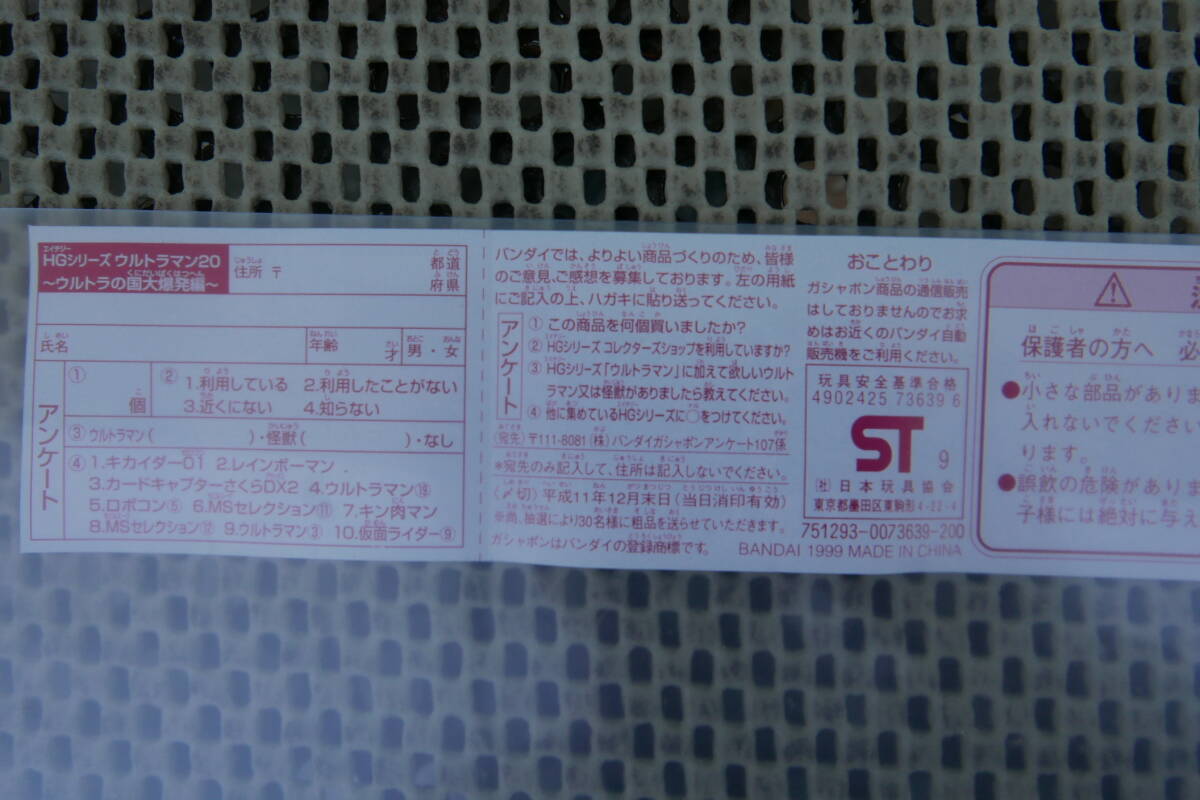 HGシリーズ ウルトラマン20
～ウルトラの国大爆発編～
住所 〒
都道
府県
氏名
年齢
才
男・女
アンケート
① 個
② 1.利用している 2.利用したことがない
3.近くにない 4.知らない
③ ウルトラマン( )・怪獣( )・なし
④ 1.キカイダー01 2.レインボーマン
3.カードキャプターさくらDX2 4.ウルトラマン⑲
5.ロボコン⑤ 6.MSセレクション⑪ 7.キン肉マン
8.MSセレクション⑫ 9.ウルトラマン③ 10.仮面ライダー⑨
バンダイでは、よりよい商品づくりのため、皆様
のご意見、ご感想を募集しております。左の用紙
にご記入の上、ハガキに貼り送ってください。
アンケート
① この商品を何個買いましたか?
② HGシリーズ コレクターズショップを利用していますか?
③ HGシリーズ「ウルトラマン」に加えて欲しいウルト
ラマン又は怪獣がありましたら教えてください。
④ 他に集めているHGシリーズに○をつけてください。
(宛先)〒111-8081(株)バンダイガシャポンアンケート107係
*宛先のみ記入して、住所は記入しないでください。
(〆切)平成11年12月末日(当日消印有効)
※尚、抽選により30名様に粗品を送らせていただきます。
ガシャポンはバンダイの登録商標です。
おことわり
ガシャポン商品の通信販売
はしておりませんのでお求
めはお近くのバンダイ自動
販売機をご利用ください。
玩具安全基準合格
4902425 73639 6
ST 9
(社)日本玩具協会
東京都墨田区東駒形4-22-4
751293-0073639-200
BANDAI 1999 MADE IN CHINA
保護者の方へ 必
●小さな部品がありま
入れないでください
ります。
●誤飲の危険がありま
子様には絶対に与え